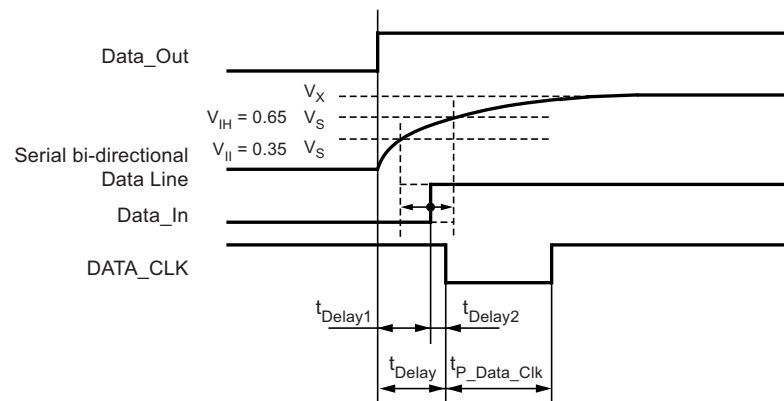 Data_Out
V_X
V_IH = 0.65 V_S
V_II = 0.35 V_S
Serial bi-directional
Data Line
Data_In
DATA_CLK
t_Delay1 t_Delay2
t_Delay t_P_Data_Clk